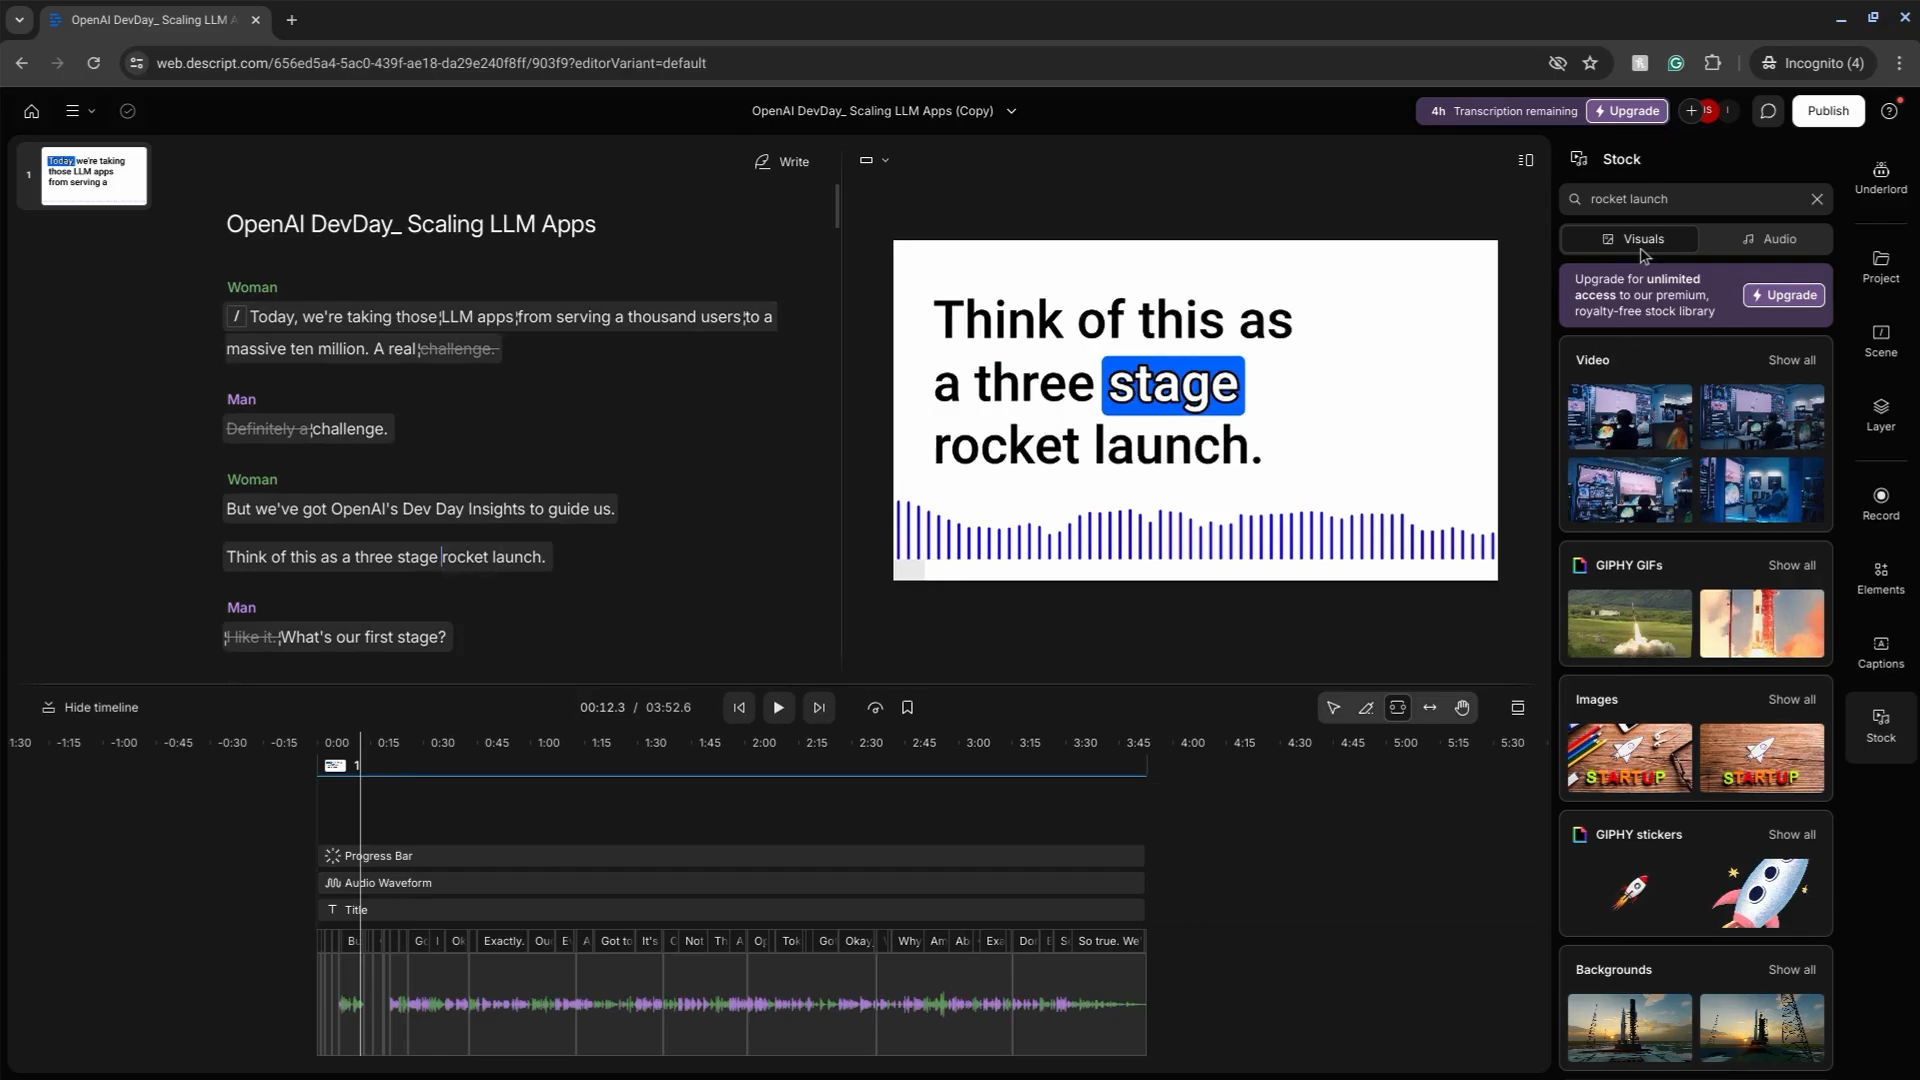 OpenAI DevDay_ Scaling LLM A
web.descript.com/656ed5a4-5ac0-439f-ae18-da29e240f8ff/903f9?editorVariant=default
Incognito (4)
OpenAI DevDay_ Scaling LLM Apps (Copy)
4h Transcription remaining
Upgrade
IS
I
Publish
1
Today, we're taking
those LLM apps
from serving a
Write
OpenAI DevDay_ Scaling LLM Apps
Woman
/ Today, we're taking those¦LLM apps¦from serving a thousand users¦to a
massive ten million. A real¦challenge.
Man
Definitely a¦challenge.
Woman
But we've got OpenAI's Dev Day Insights to guide us.
Think of this as a three stage rocket launch.
Man
¦I like it.¦What's our first stage?
Think of this as
a three stage
rocket launch.
Stock
rocket launch
Visuals
Audio
Upgrade for unlimited
access to our premium,
royalty-free stock library
Upgrade
Video
Show all
GIPHY GIFs
Show all
Images
Show all
STARTUP
STARTUP
GIPHY stickers
Show all
Backgrounds
Show all
Underlord
Project
Scene
Layer
Record
Elements
Captions
Stock
Hide timeline
00:12.3 / 03:52.6
-1:30 -1:15 -1:00 -0:45 -0:30 -0:15 0:00 0:15 0:30 0:45 1:00 1:15 1:30 1:45 2:00 2:15 2:30 2:45 3:00 3:15 3:30 3:45 4:00 4:15 4:30 4:45 5:00 5:15 5:30
1
Progress Bar
Audio Waveform
Title
Bu Go I Ok Exactly. Ou E A Got to It's C Not Th A Op Tok Go Okay, Why Am Ab Exa Do E So So true. We'